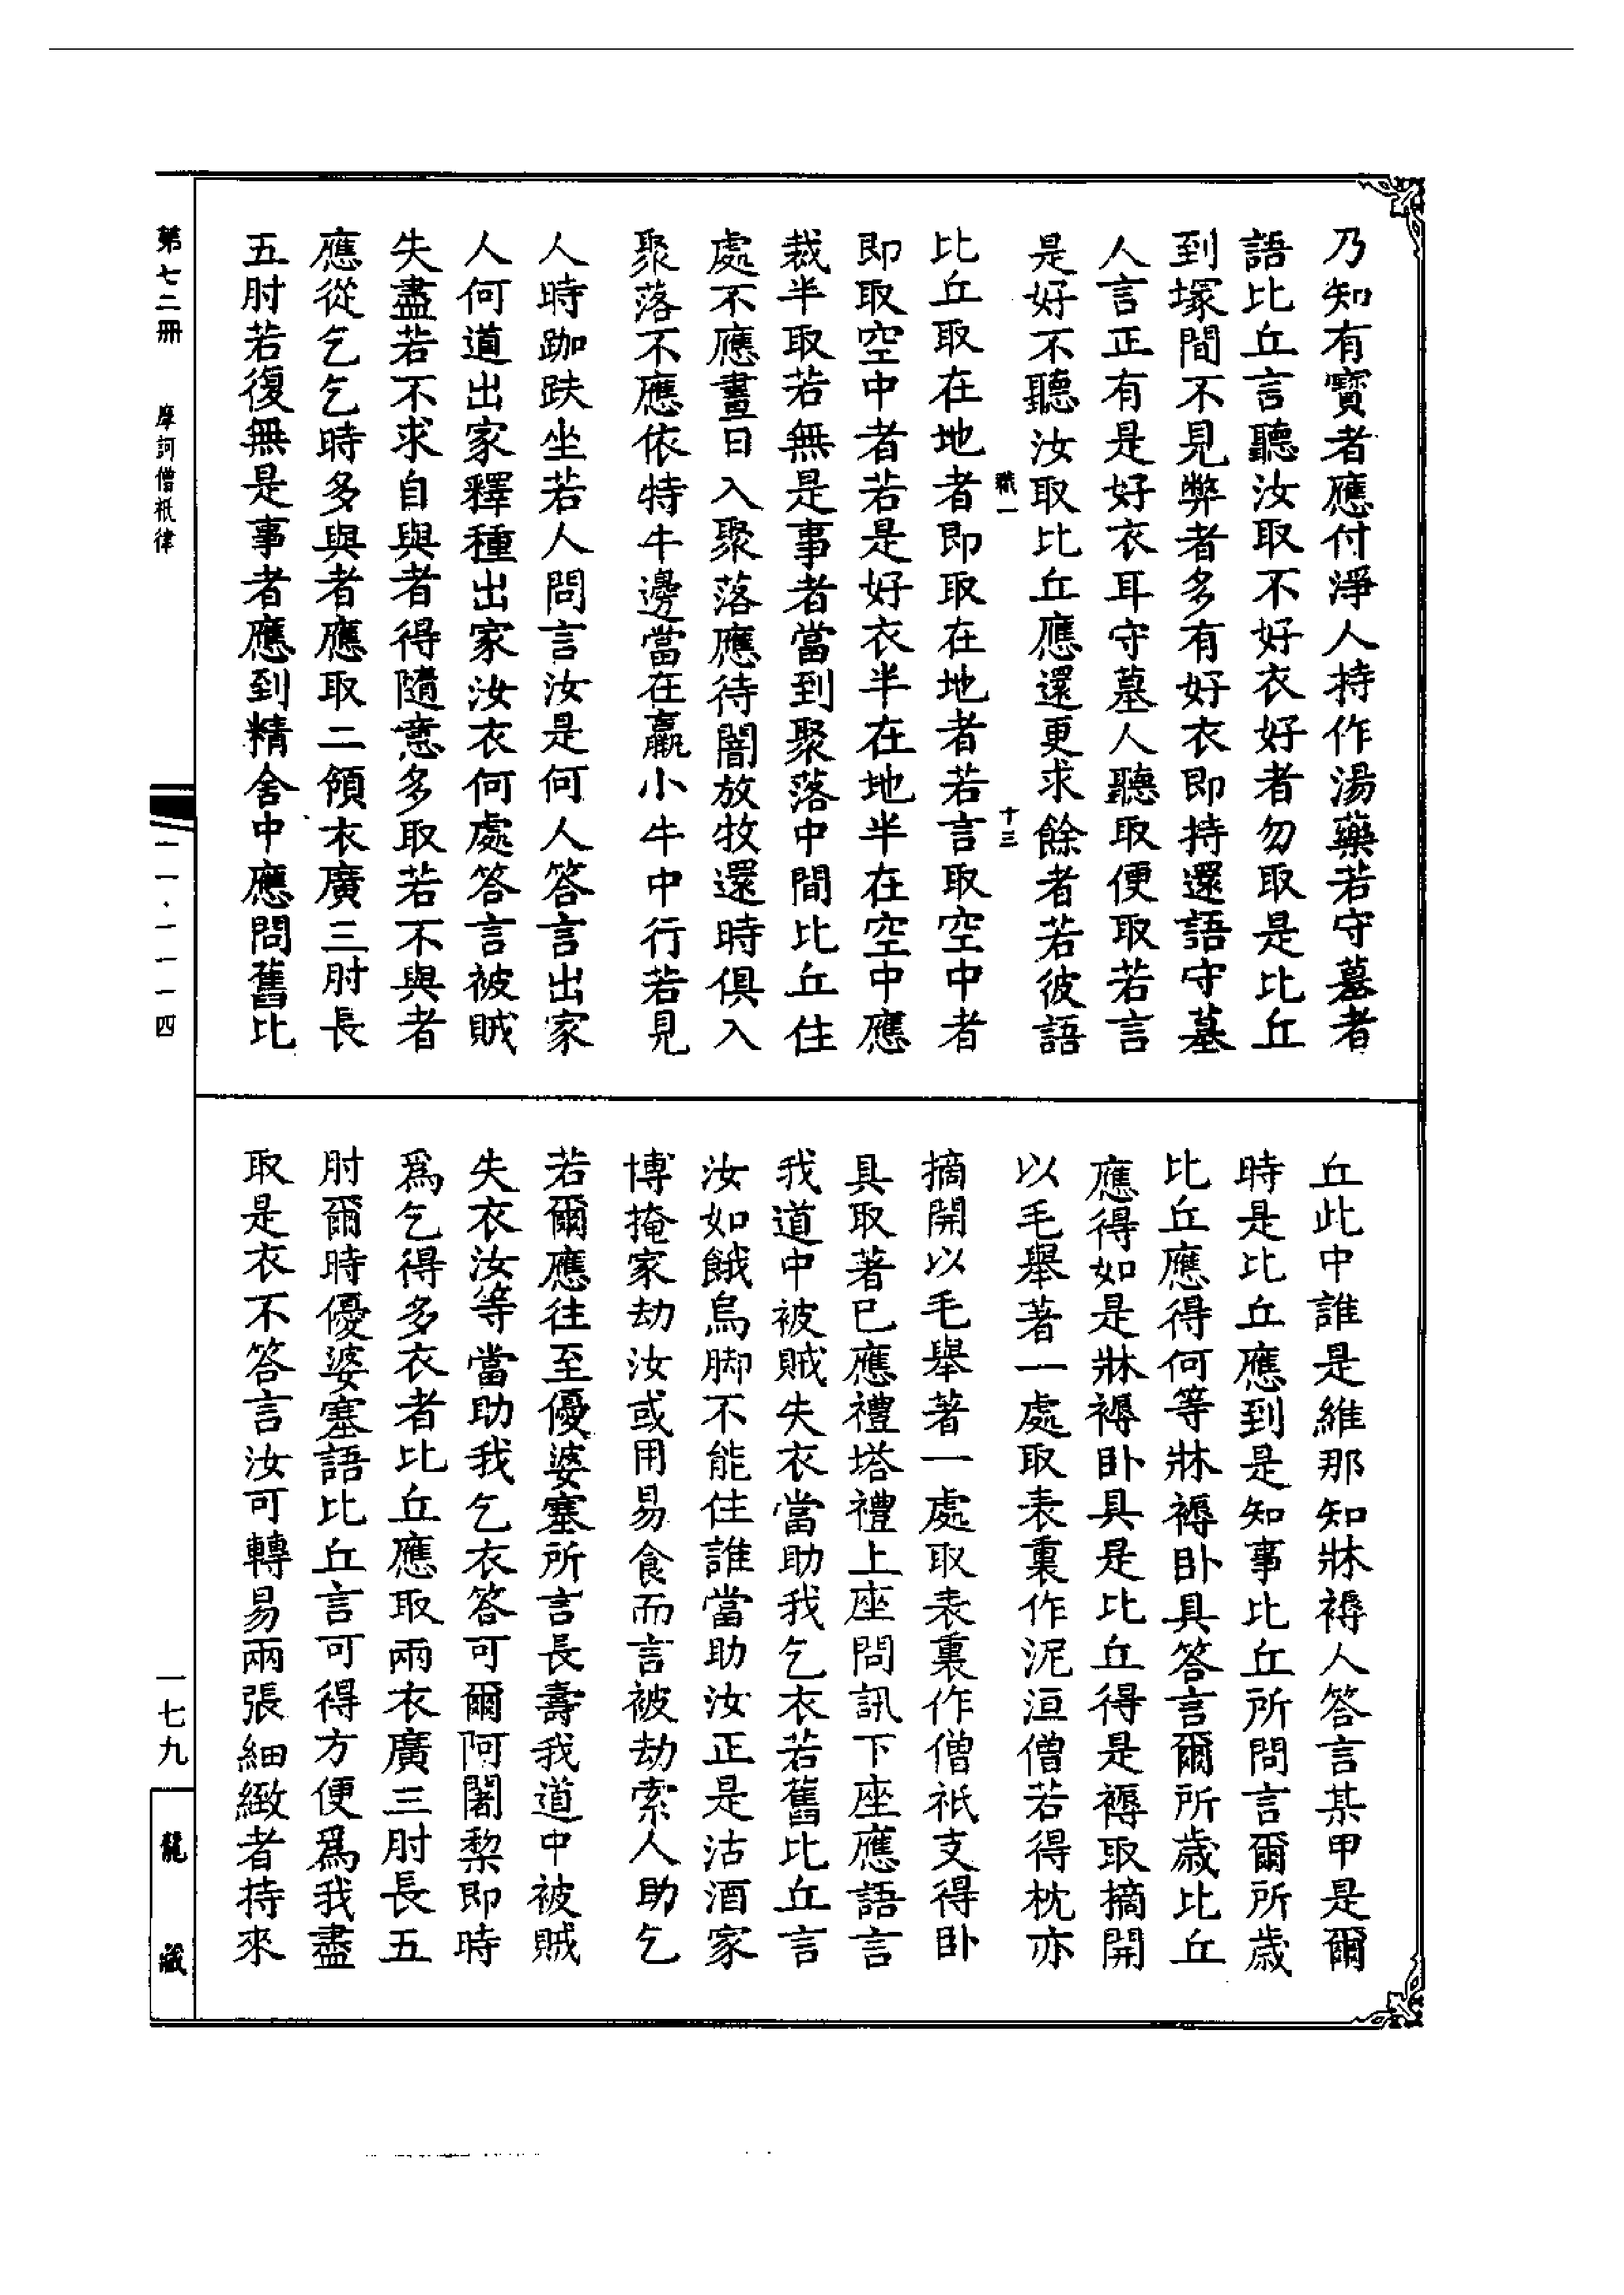 乃知有寶者應付淨人持作湯藥若守墓者
語比丘言聽汝取不好衣好者勿取是比丘
到塚間不見弊者多有好衣即持還語守墓
人言正有是好衣耳守墓人聽取便取若言
是好不聽汝取比丘應還更求餘者若彼語
職一 十三
比丘取在地者即取在地者若言取空中者
即取空中者若是好衣半在地半在空中應
裁半取若無是事者當到聚落中間比丘住
處不應晝日入聚落應待闇放牧還時俱入
聚落不應依特牛邊當在羸小牛中行若見
人時跏趺坐若人問言汝是何人答言出家
人何道出家釋種出家汝衣何處答言被賊
失盡若不求自與者得隨意多取若不與者
應從乞乞時多與者應取二領衣廣三肘長
五肘若復無是事者應到精舍中應問舊比
丘此中誰是維那知牀褥人答言某甲是爾
時是比丘應到是知事比丘所問言爾所歲
比丘應得何等牀褥卧具答言爾所歲比丘
應得如是牀褥卧具是比丘得是褥取摘開
以毛舉著一處取表裏作泥洹僧若得枕亦
摘開以毛舉著一處取表裏作僧祇支得卧
具取著已應禮塔禮上座問訊下座應語言
我道中被賊失衣當助我乞衣若舊比丘言
汝如餓烏脚不能住誰當助汝正是沽酒家
博掩家劫汝或用易食而言被劫索人助乞
若爾應往至優婆塞所言長壽我道中被賊
失衣汝等當助我乞衣答可爾阿闍棃即時
爲乞得多衣者比丘應取兩衣廣三肘長五
肘爾時優婆塞語比丘言可得方便爲我盡
取是衣不答言汝可轉易兩張細緻者持來
第七二冊 摩訶僧祇律
一一·一一一四
一七九
龍藏